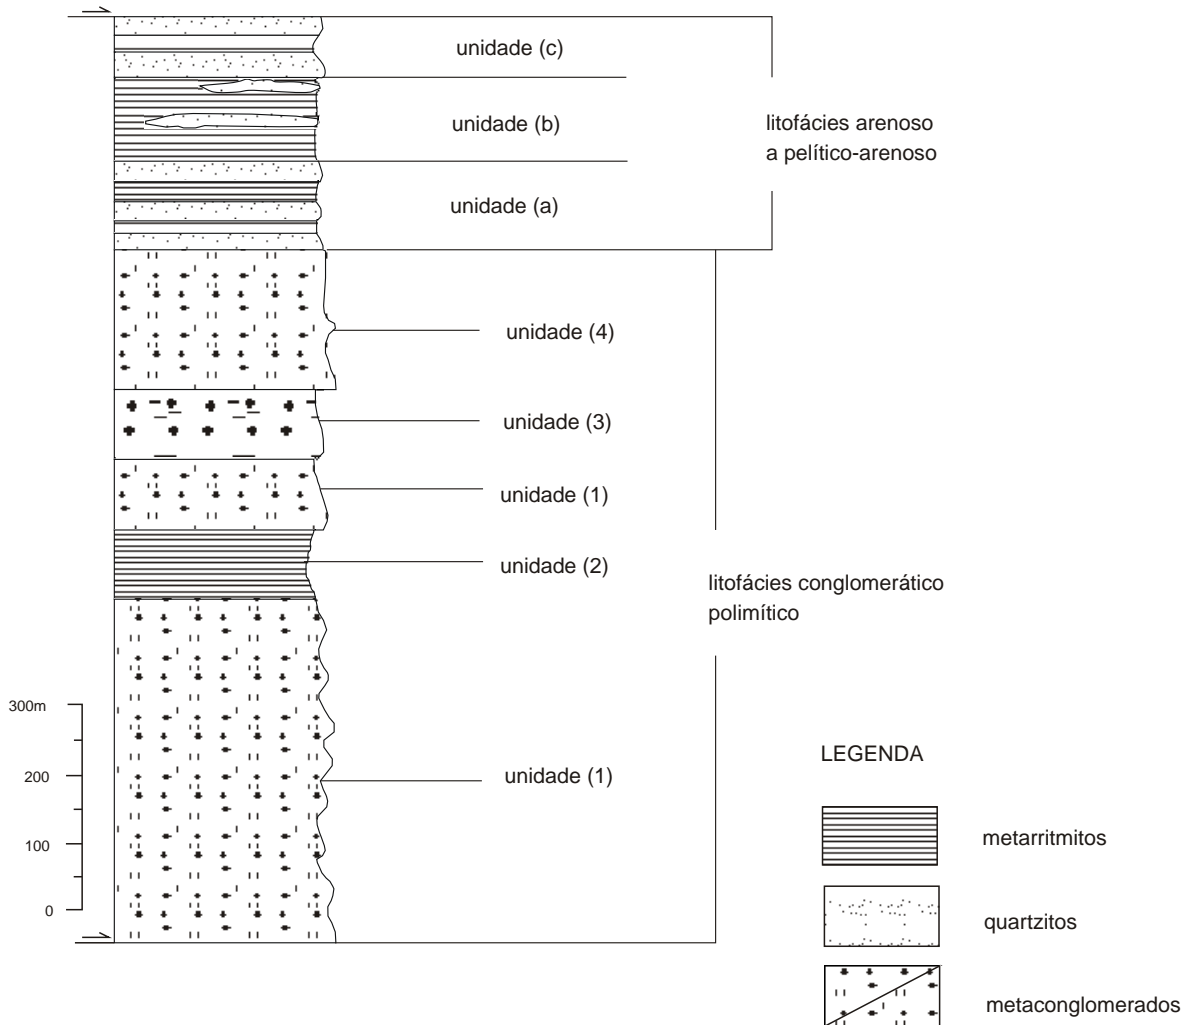 unidade (c)
unidade (b)
litofácies arenoso
a pelítico-arenoso
unidade (a)
unidade (4)
unidade (3)
unidade (1)
unidade (2)
litofácies conglomerático
polimítico
300m
200
100
0
unidade (1)
LEGENDA
metarritmitos
quartzitos
metaconglomerados